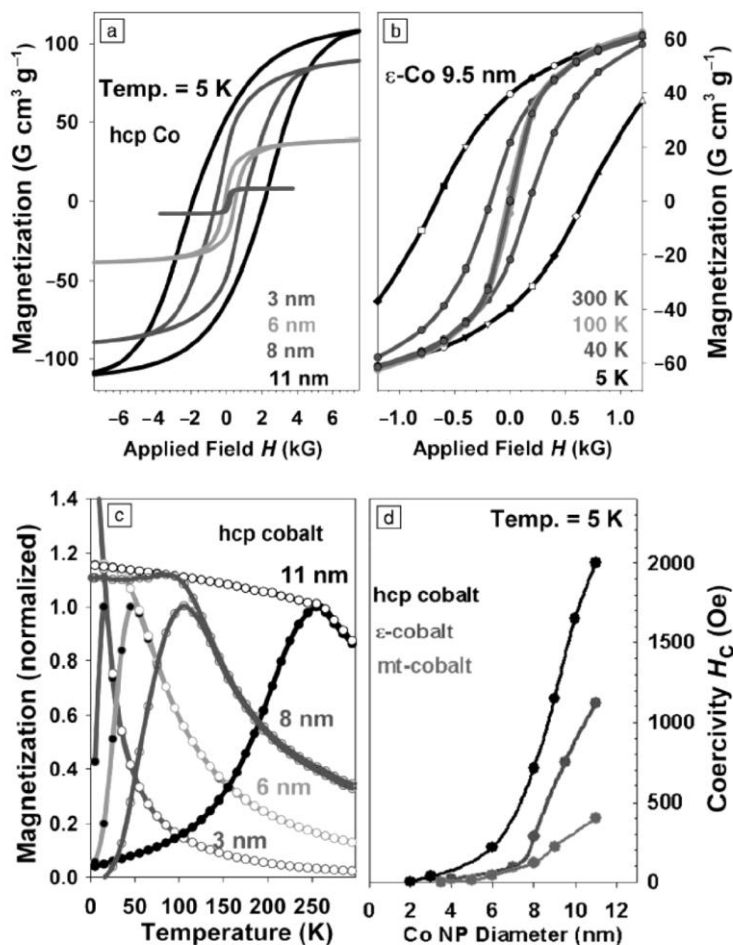 a
Temp. = 5 K
hcp Co
3 nm
6 nm
8 nm
11 nm
100
50
0
−50
−100
Magnetization (G cm³ g⁻¹)
−6 −4 −2 0 2 4 6
Applied Field H (kG)
b
ε-Co 9.5 nm
300 K
100 K
40 K
5 K
60
40
20
0
−20
−40
−60
Magnetization (G cm³ g⁻¹)
−1.0 −0.5 0.0 0.5 1.0
Applied Field H (kG)
c
hcp cobalt
11 nm
8 nm
6 nm
3 nm
1.4
1.2
1.0
0.8
0.6
0.4
0.2
0.0
Magnetization (normalized)
0 50 100 150 200 250
Temperature (K)
d
Temp. = 5 K
hcp cobalt
ε-cobalt
mt-cobalt
2000
1500
1000
500
0
Coercivity HC (Oe)
0 2 4 6 8 10 12
Co NP Diameter (nm)